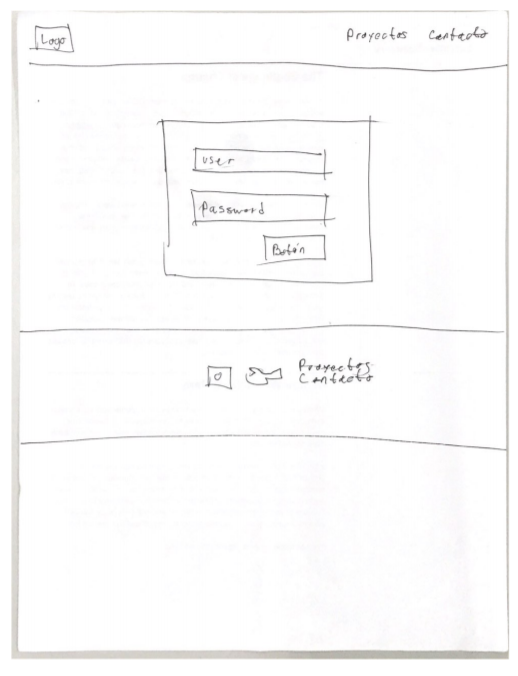 Logo
Proyectos Contacto
user
Password
Botón
Proyectos
Contacto